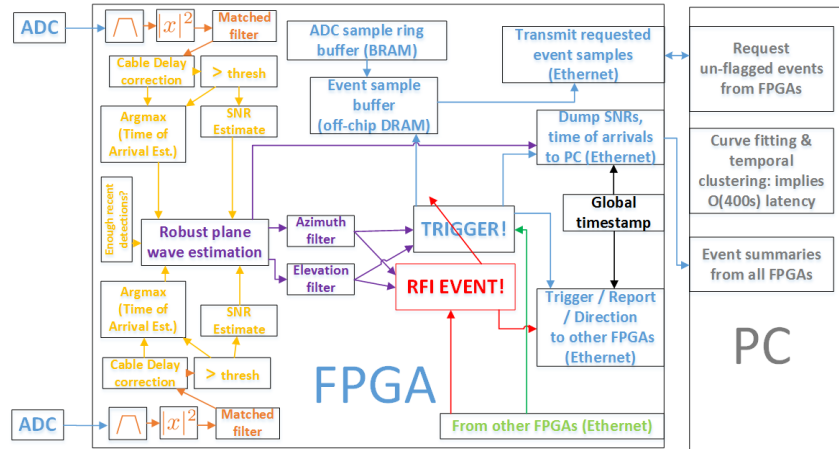 ADC
|x|²
Matched
filter
Cable Delay
correction
> thresh
Argmax
(Time of
Arrival Est.)
SNR
Estimate
Enough recent
detections?
Robust plane
wave estimation
Argmax
(Time of
Arrival Est.)
SNR
Estimate
Cable Delay
correction
> thresh
ADC
|x|²
Matched
filter
ADC sample ring
buffer (BRAM)
Event sample
buffer
(off-chip DRAM)
Azimuth
filter
Elevation
filter
TRIGGER!
RFI EVENT!
FPGA
Transmit requested
event samples
(Ethernet)
Dump SNRs,
time of arrivals
to PC (Ethernet)
Global
timestamp
Trigger / Report
/ Direction
to other FPGAs
(Ethernet)
From other FPGAs (Ethernet)
Request
un-flagged events
from FPGAs
Curve fitting &
temporal
clustering: implies
O(400s) latency
Event summaries
from all FPGAs
PC